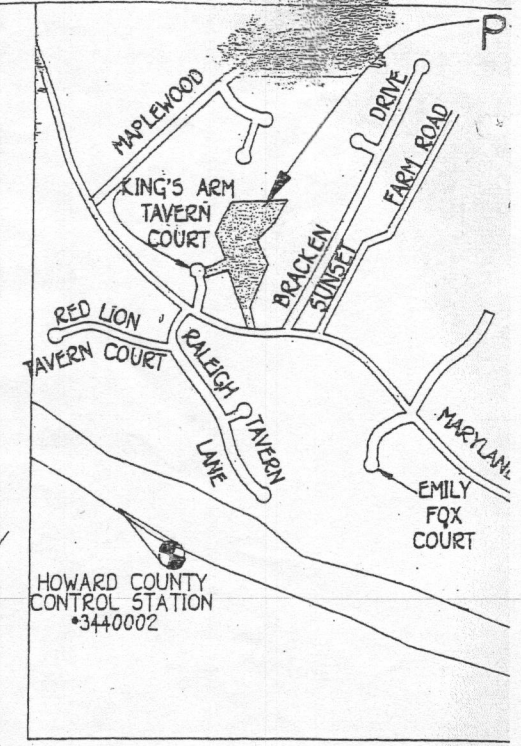 P
MAPLEWOOD
DRIVE
FARM ROAD
KING'S ARM
TAVERN
COURT
BRACKEN
SUNSET
RED LION
TAVERN COURT
RALEIGH
TAVERN
LANE
MARYLAND
EMILY
FOX
COURT
HOWARD COUNTY
CONTROL STATION
•3440002